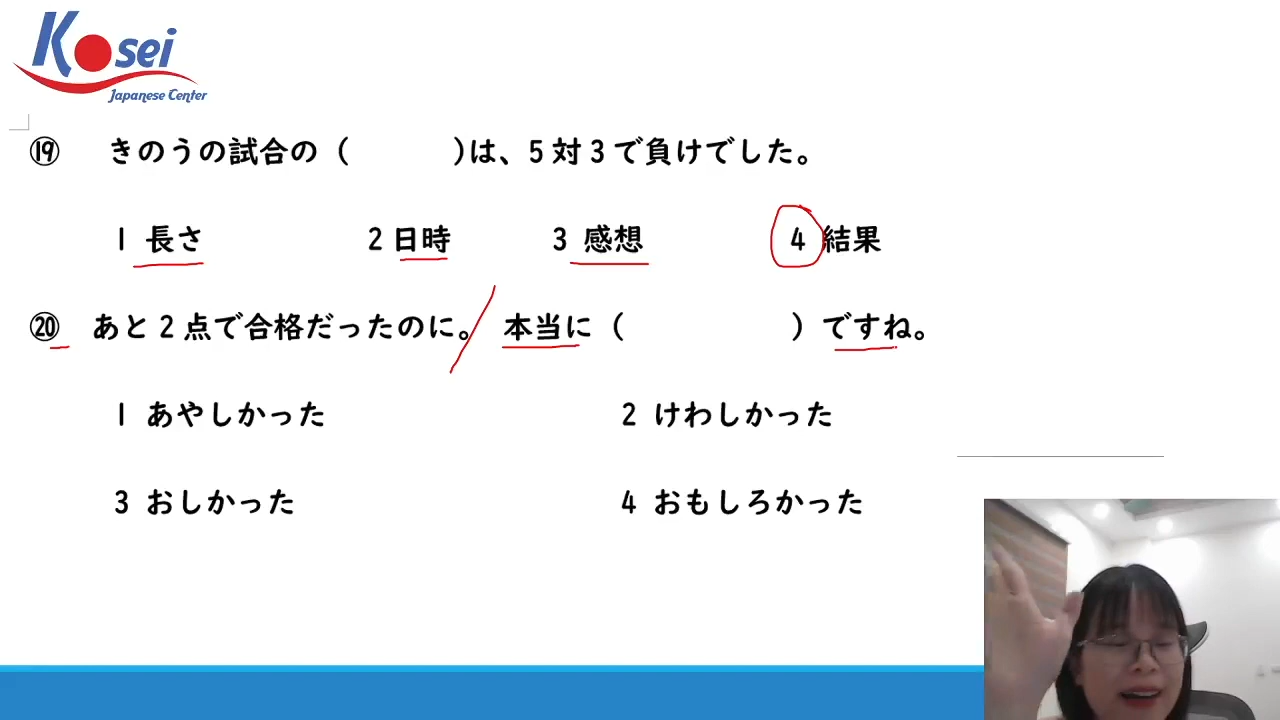 Kosei
Japanese Center
⑲ きのうの試合の（　　　）は、5対3で負けでした。
1 長さ　2 日時　3 感想　4 結果
⑳ あと2点で合格だったのに。本当に（　　　）ですね。
1 あやしかった　2 けわしかった
3 おしかった　4 おもしろかった